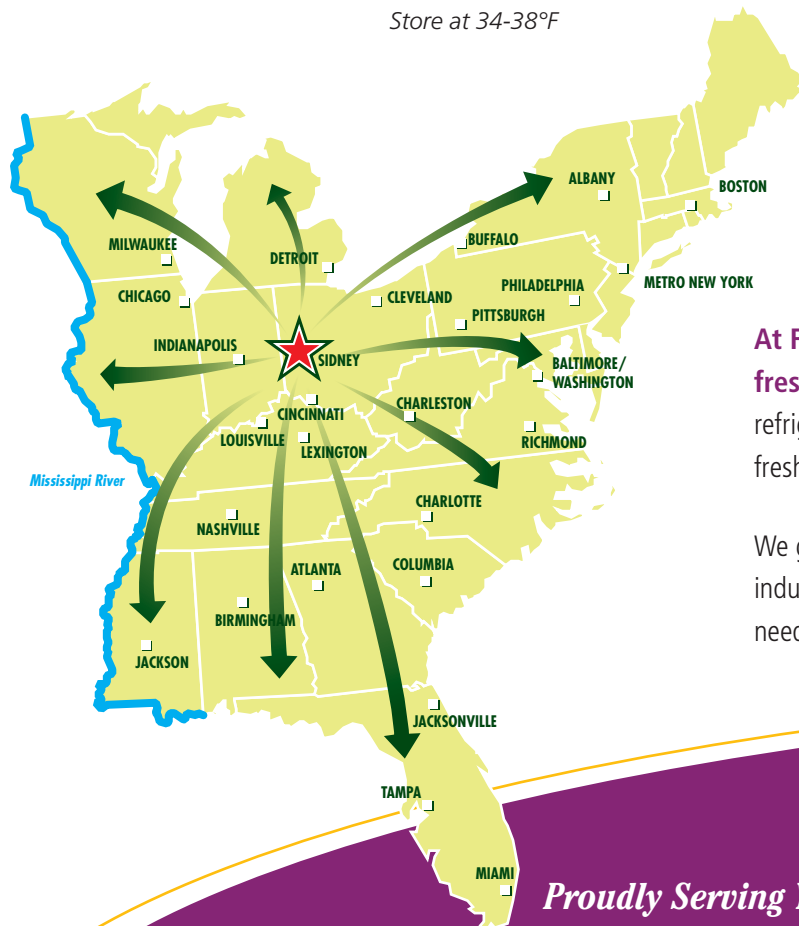 Store at 34-38°F
ALBANY
BOSTON
BUFFALO
MILWAUKEE
DETROIT
METRO NEW YORK
PHILADELPHIA
CHICAGO
CLEVELAND
PITTSBURGH
INDIANAPOLIS
SIDNEY
BALTIMORE/
WASHINGTON
CHARLESTON
CINCINNATI
LOUISVILLE
RICHMOND
LEXINGTON
Mississippi River
CHARLOTTE
NASHVILLE
ATLANTA
COLUMBIA
BIRMINGHAM
JACKSON
JACKSONVILLE
TAMPA
MIAMI
At F
fres
refrig
fresh
We g
indu
need
Proudly Serving